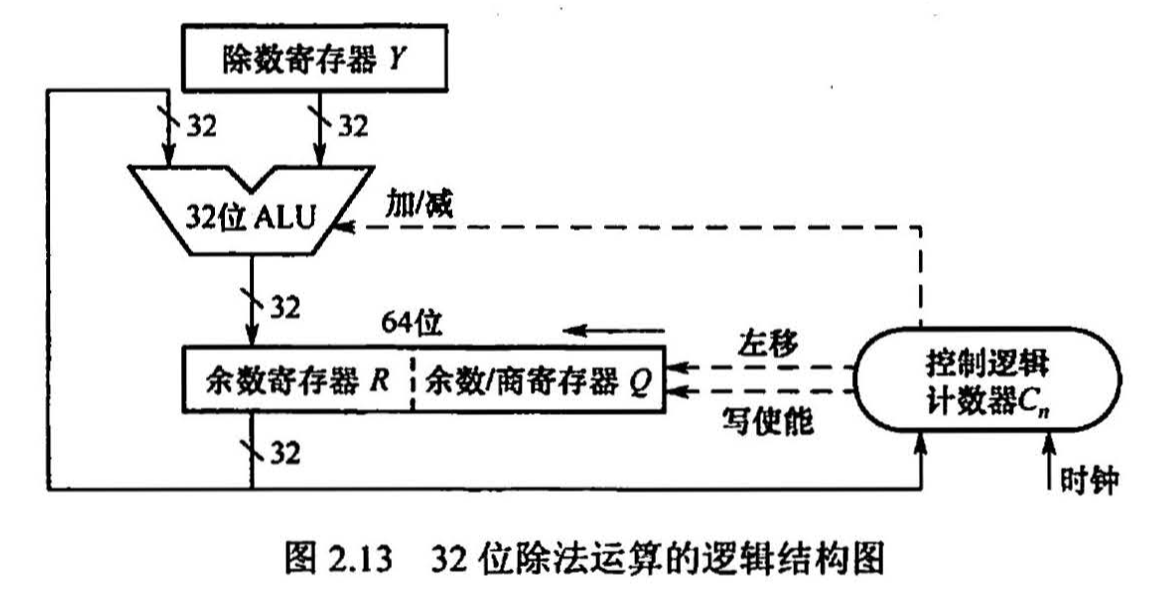 除数寄存器 Y
32
32
32位 ALU
加/减
32
64位
余数寄存器 R
余数/商寄存器 Q
左移
写使能
控制逻辑
计数器Cn
32
时钟
图 2.13 32 位除法运算的逻辑结构图